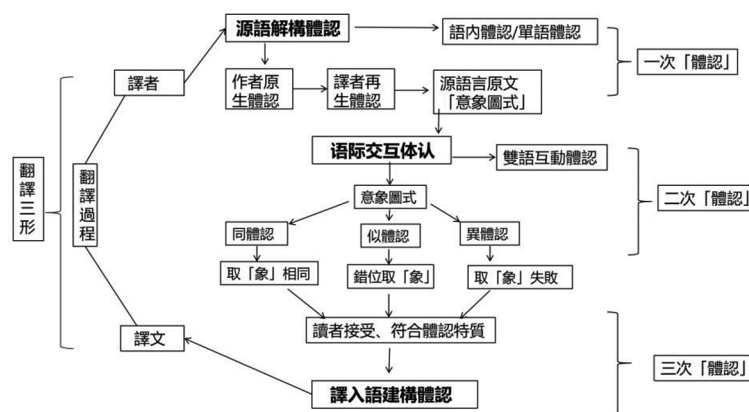 源語解構體認
語內體認/單語體認
一次「體認」
譯者
作者原
生體認
譯者再
生體認
源語言原文
「意象圖式」
语际交互体认
雙語互動體認
二次「體認」
翻譯三形
翻譯過程
意象圖式
同體認
似體認
異體認
取「象」相同
錯位取「象」
取「象」失敗
讀者接受、符合體認特質
譯文
三次「體認」
譯入語建構體認